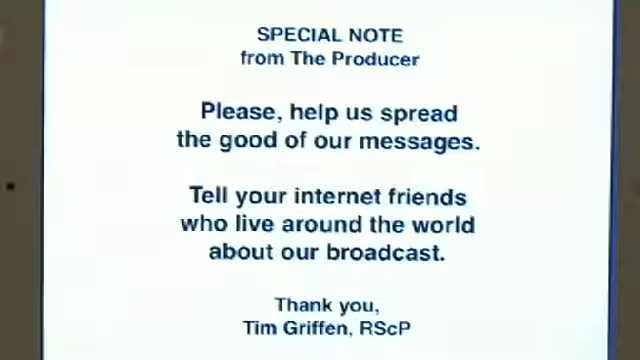 SPECIAL NOTE
from The Producer
Please, help us spread
the good of our messages.
Tell your internet friends
who live around the world
about our broadcast.
Thank you,
Tim Griffen, RScP